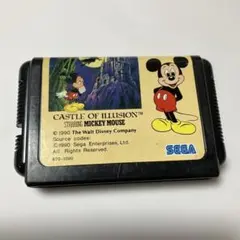 CASTLE OF ILLUSION™
STARRING MICKEY MOUSE
©1990 The Walt Disney Company
Source codes:
©1990 Sega Enterprises, Ltd.
All Rights Reserved.
SEGA